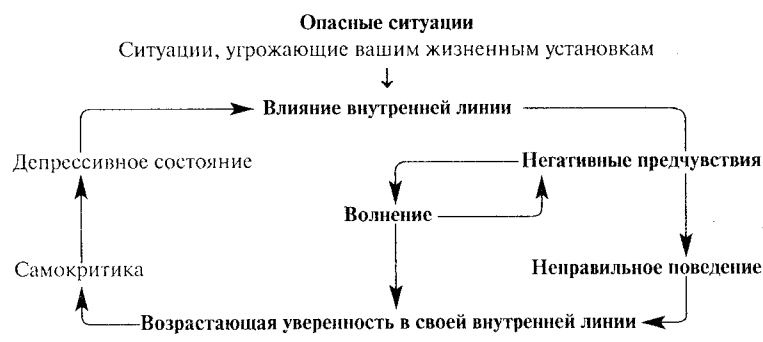 Опасные ситуации
Ситуации, угрожающие вашим жизненным установкам
Влияние внутренней линии
Депрессивное состояние
Негативные предчувствия
Волнение
Самокритика
Неправильное поведение
Возрастающая уверенность в своей внутренней линии